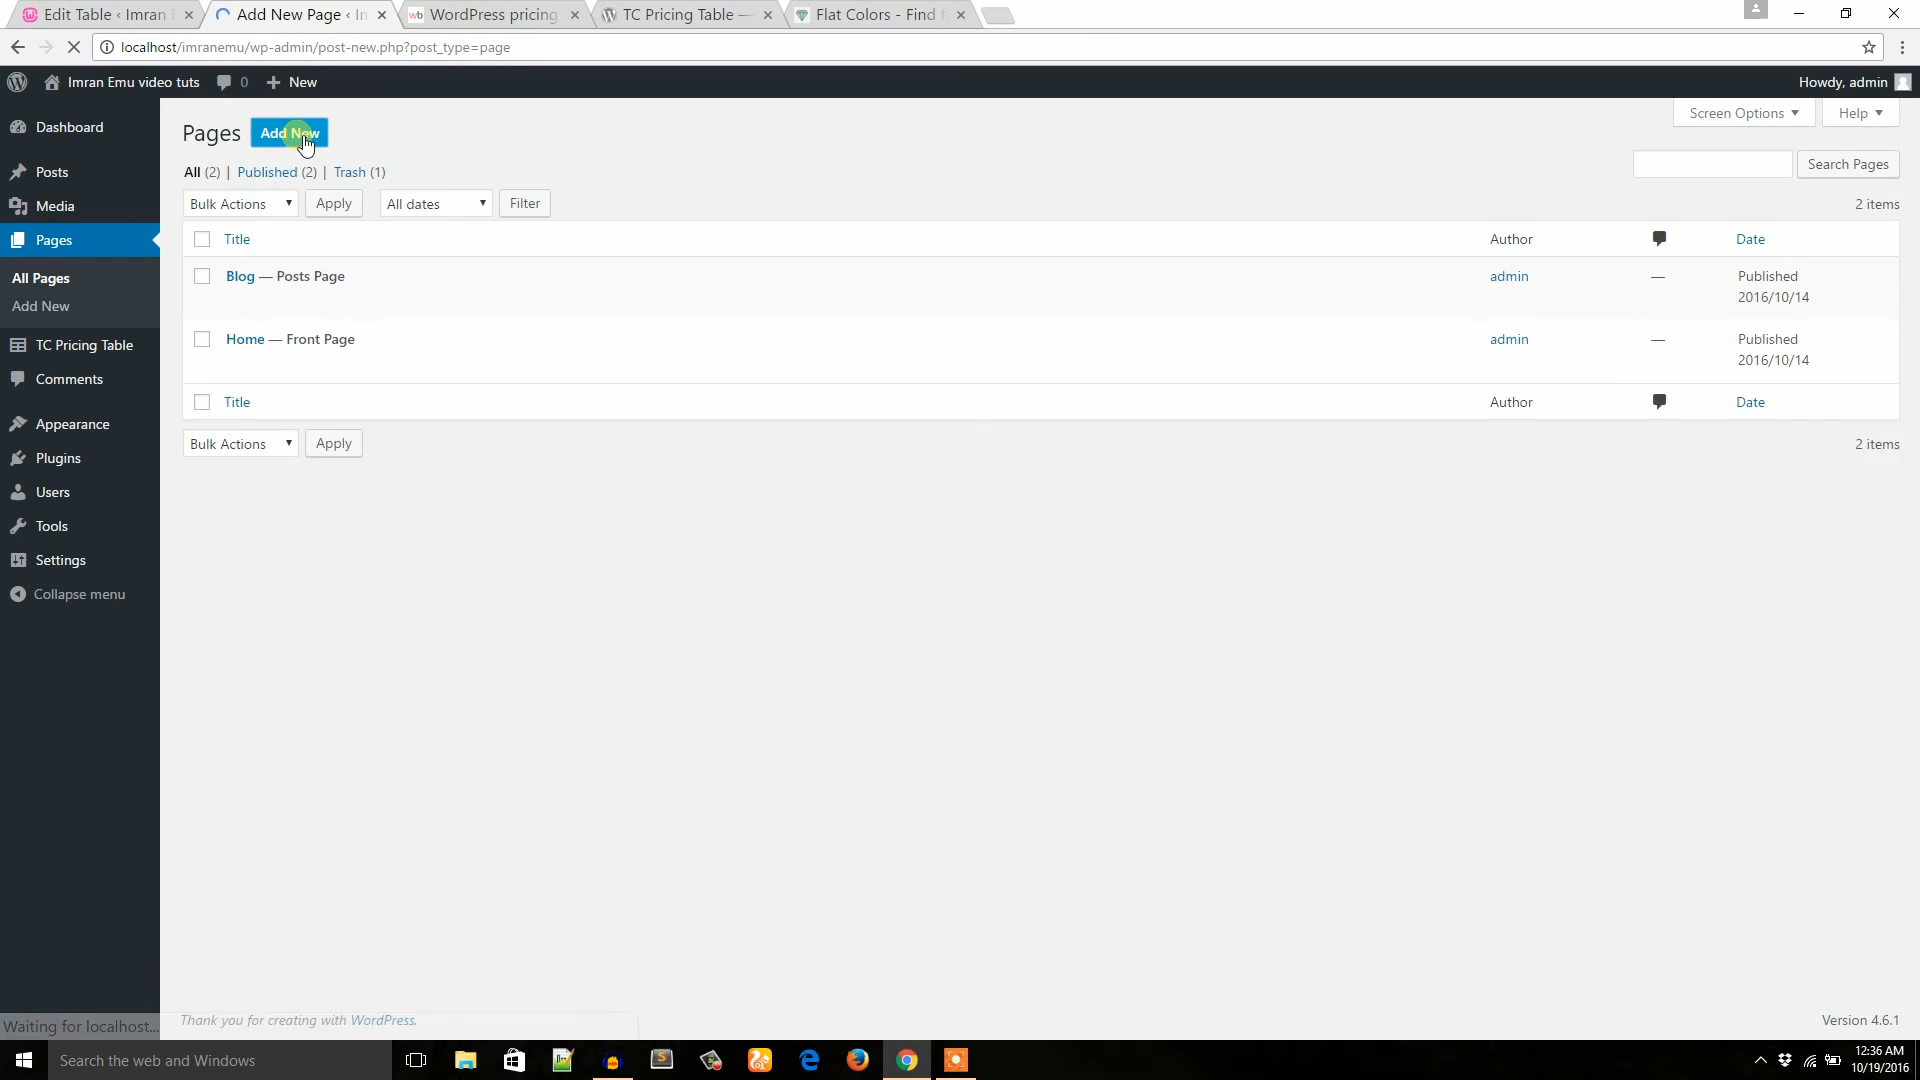 Edit Table ‹ Imran E
Add New Page ‹ I
WordPress pricing
TC Pricing Table —
Flat Colors - Find f
localhost/imranemu/wp-admin/post-new.php?post_type=page
Imran Emu video tuts
0
New
Howdy, admin
Dashboard
Posts
Media
Pages
All Pages
Add New
TC Pricing Table
Comments
Appearance
Plugins
Users
Tools
Settings
Collapse menu
Pages
Add New
Screen Options
Help
All (2) | Published (2) | Trash (1)
Search Pages
Bulk Actions
Apply
All dates
Filter
2 items
Title
Author
Date
Blog — Posts Page
admin
—
Published
2016/10/14
Home — Front Page
admin
—
Published
2016/10/14
Title
Author
Date
Bulk Actions
Apply
2 items
Waiting for localhost...
Thank you for creating with WordPress.
Version 4.6.1
Search the web and Windows
12:36 AM
10/19/2016